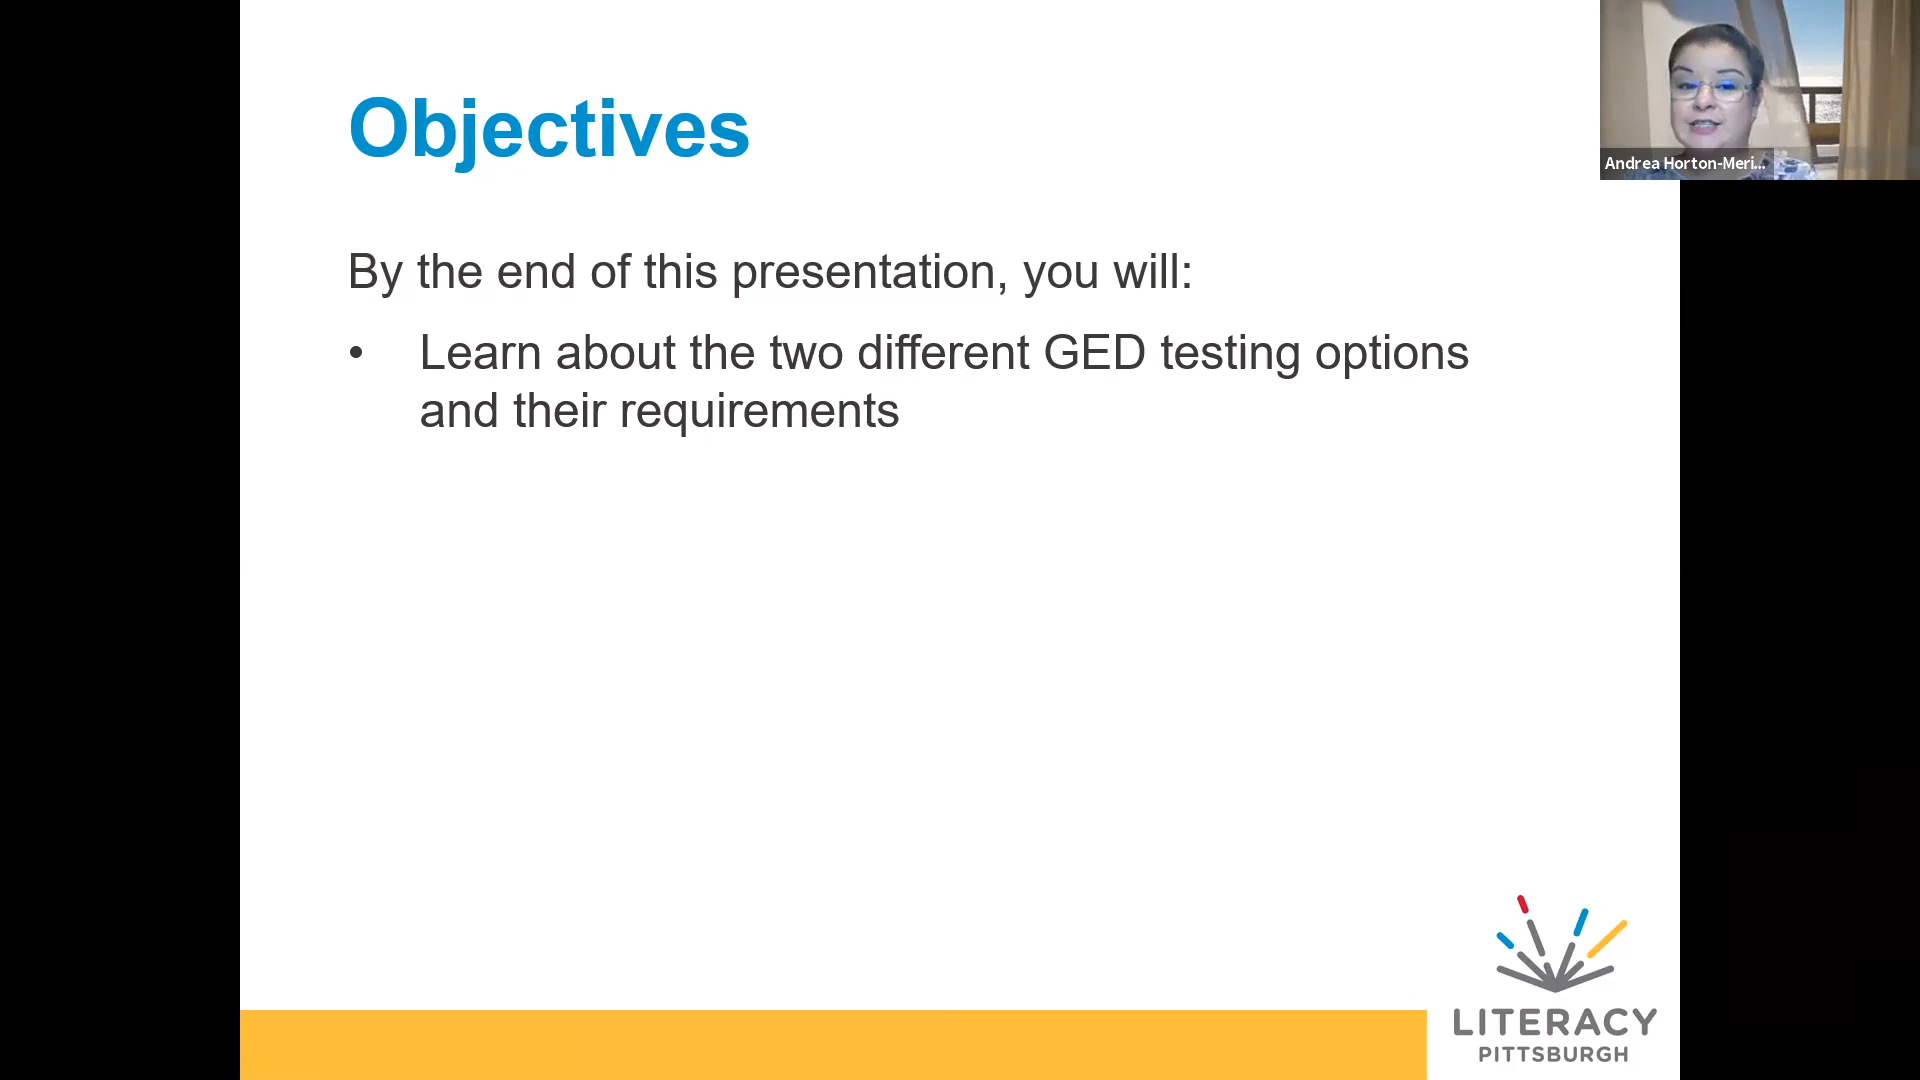 Objectives
Andrea Horton-Meri...
By the end of this presentation, you will:
• Learn about the two different GED testing options
and their requirements
LITERACY
PITTSBURGH